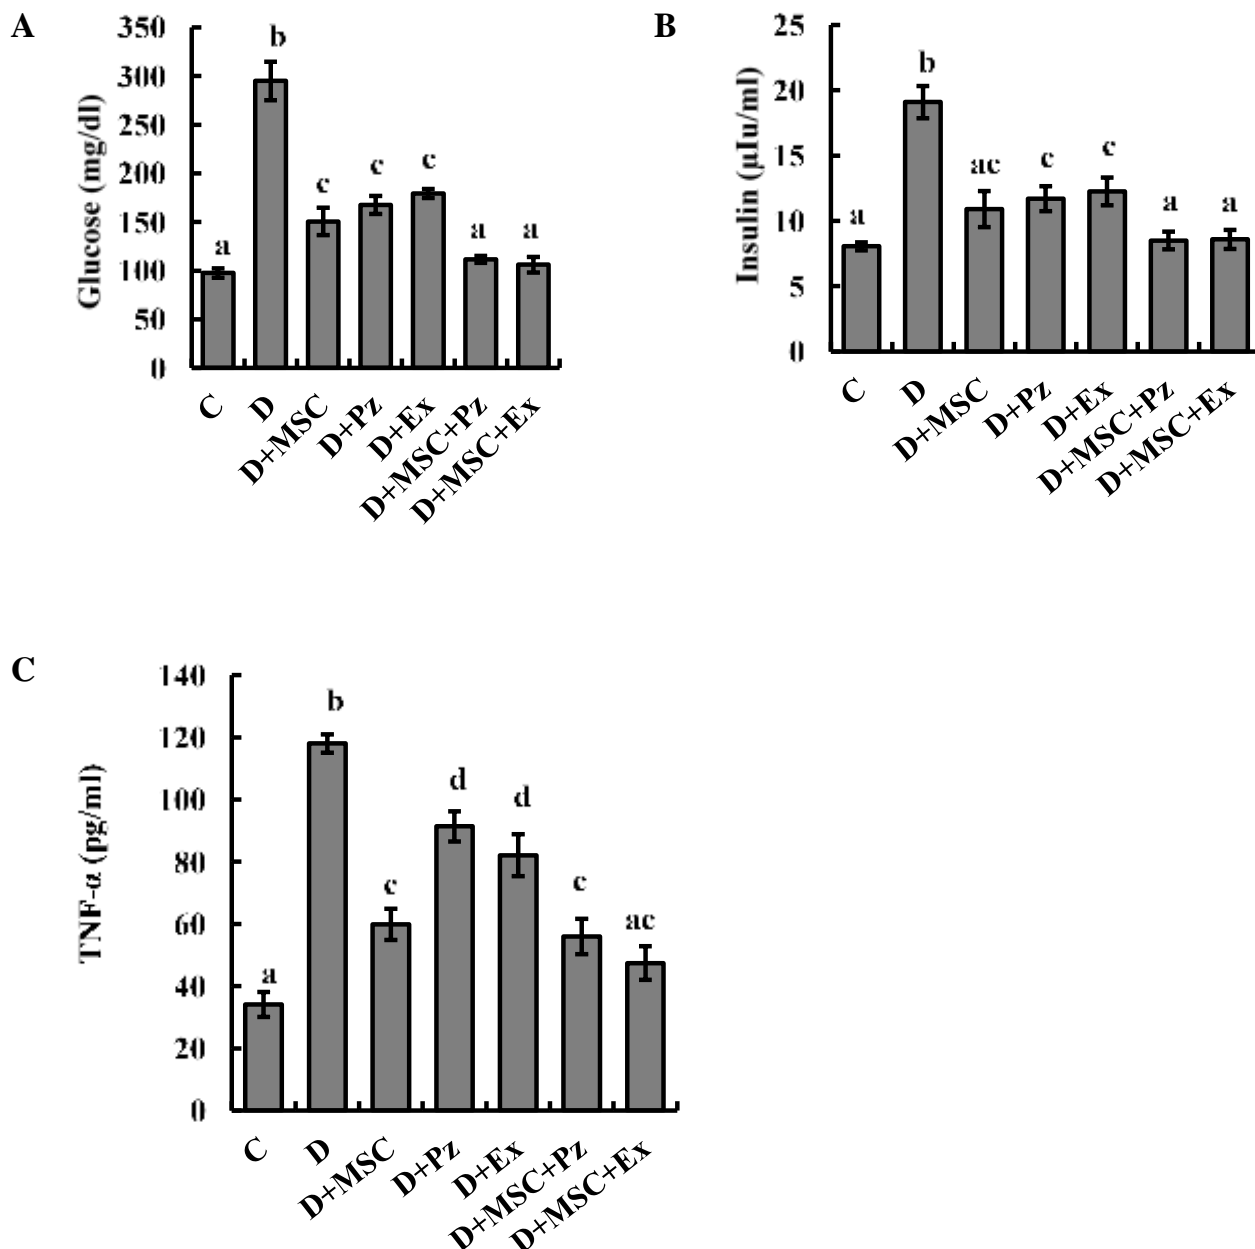 A
Glucose (mg/dl)
350
300
250
200
150
100
50
0
a
b
c
c
c
a
a
C
D
D+MSC
D+Pz
D+Ex
D+MSC+Pz
D+MSC+Ex
B
Insulin (µIu/ml)
25
20
15
10
5
0
a
b
ac
c
c
a
a
C
D
D+MSC
D+Pz
D+Ex
D+MSC+Pz
D+MSC+Ex
C
TNF-α (pg/ml)
140
120
100
80
60
40
20
0
a
b
c
d
d
c
ac
C
D
D+MSC
D+Pz
D+Ex
D+MSC+Pz
D+MSC+Ex